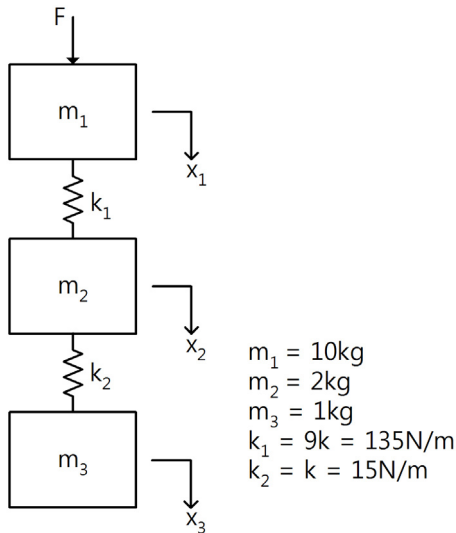 F
m₁
x₁
k₁
m₂
x₂
k₂
m₃
x₃
m₁ = 10kg
m₂ = 2kg
m₃ = 1kg
k₁ = 9k = 135N/m
k₂ = k = 15N/m